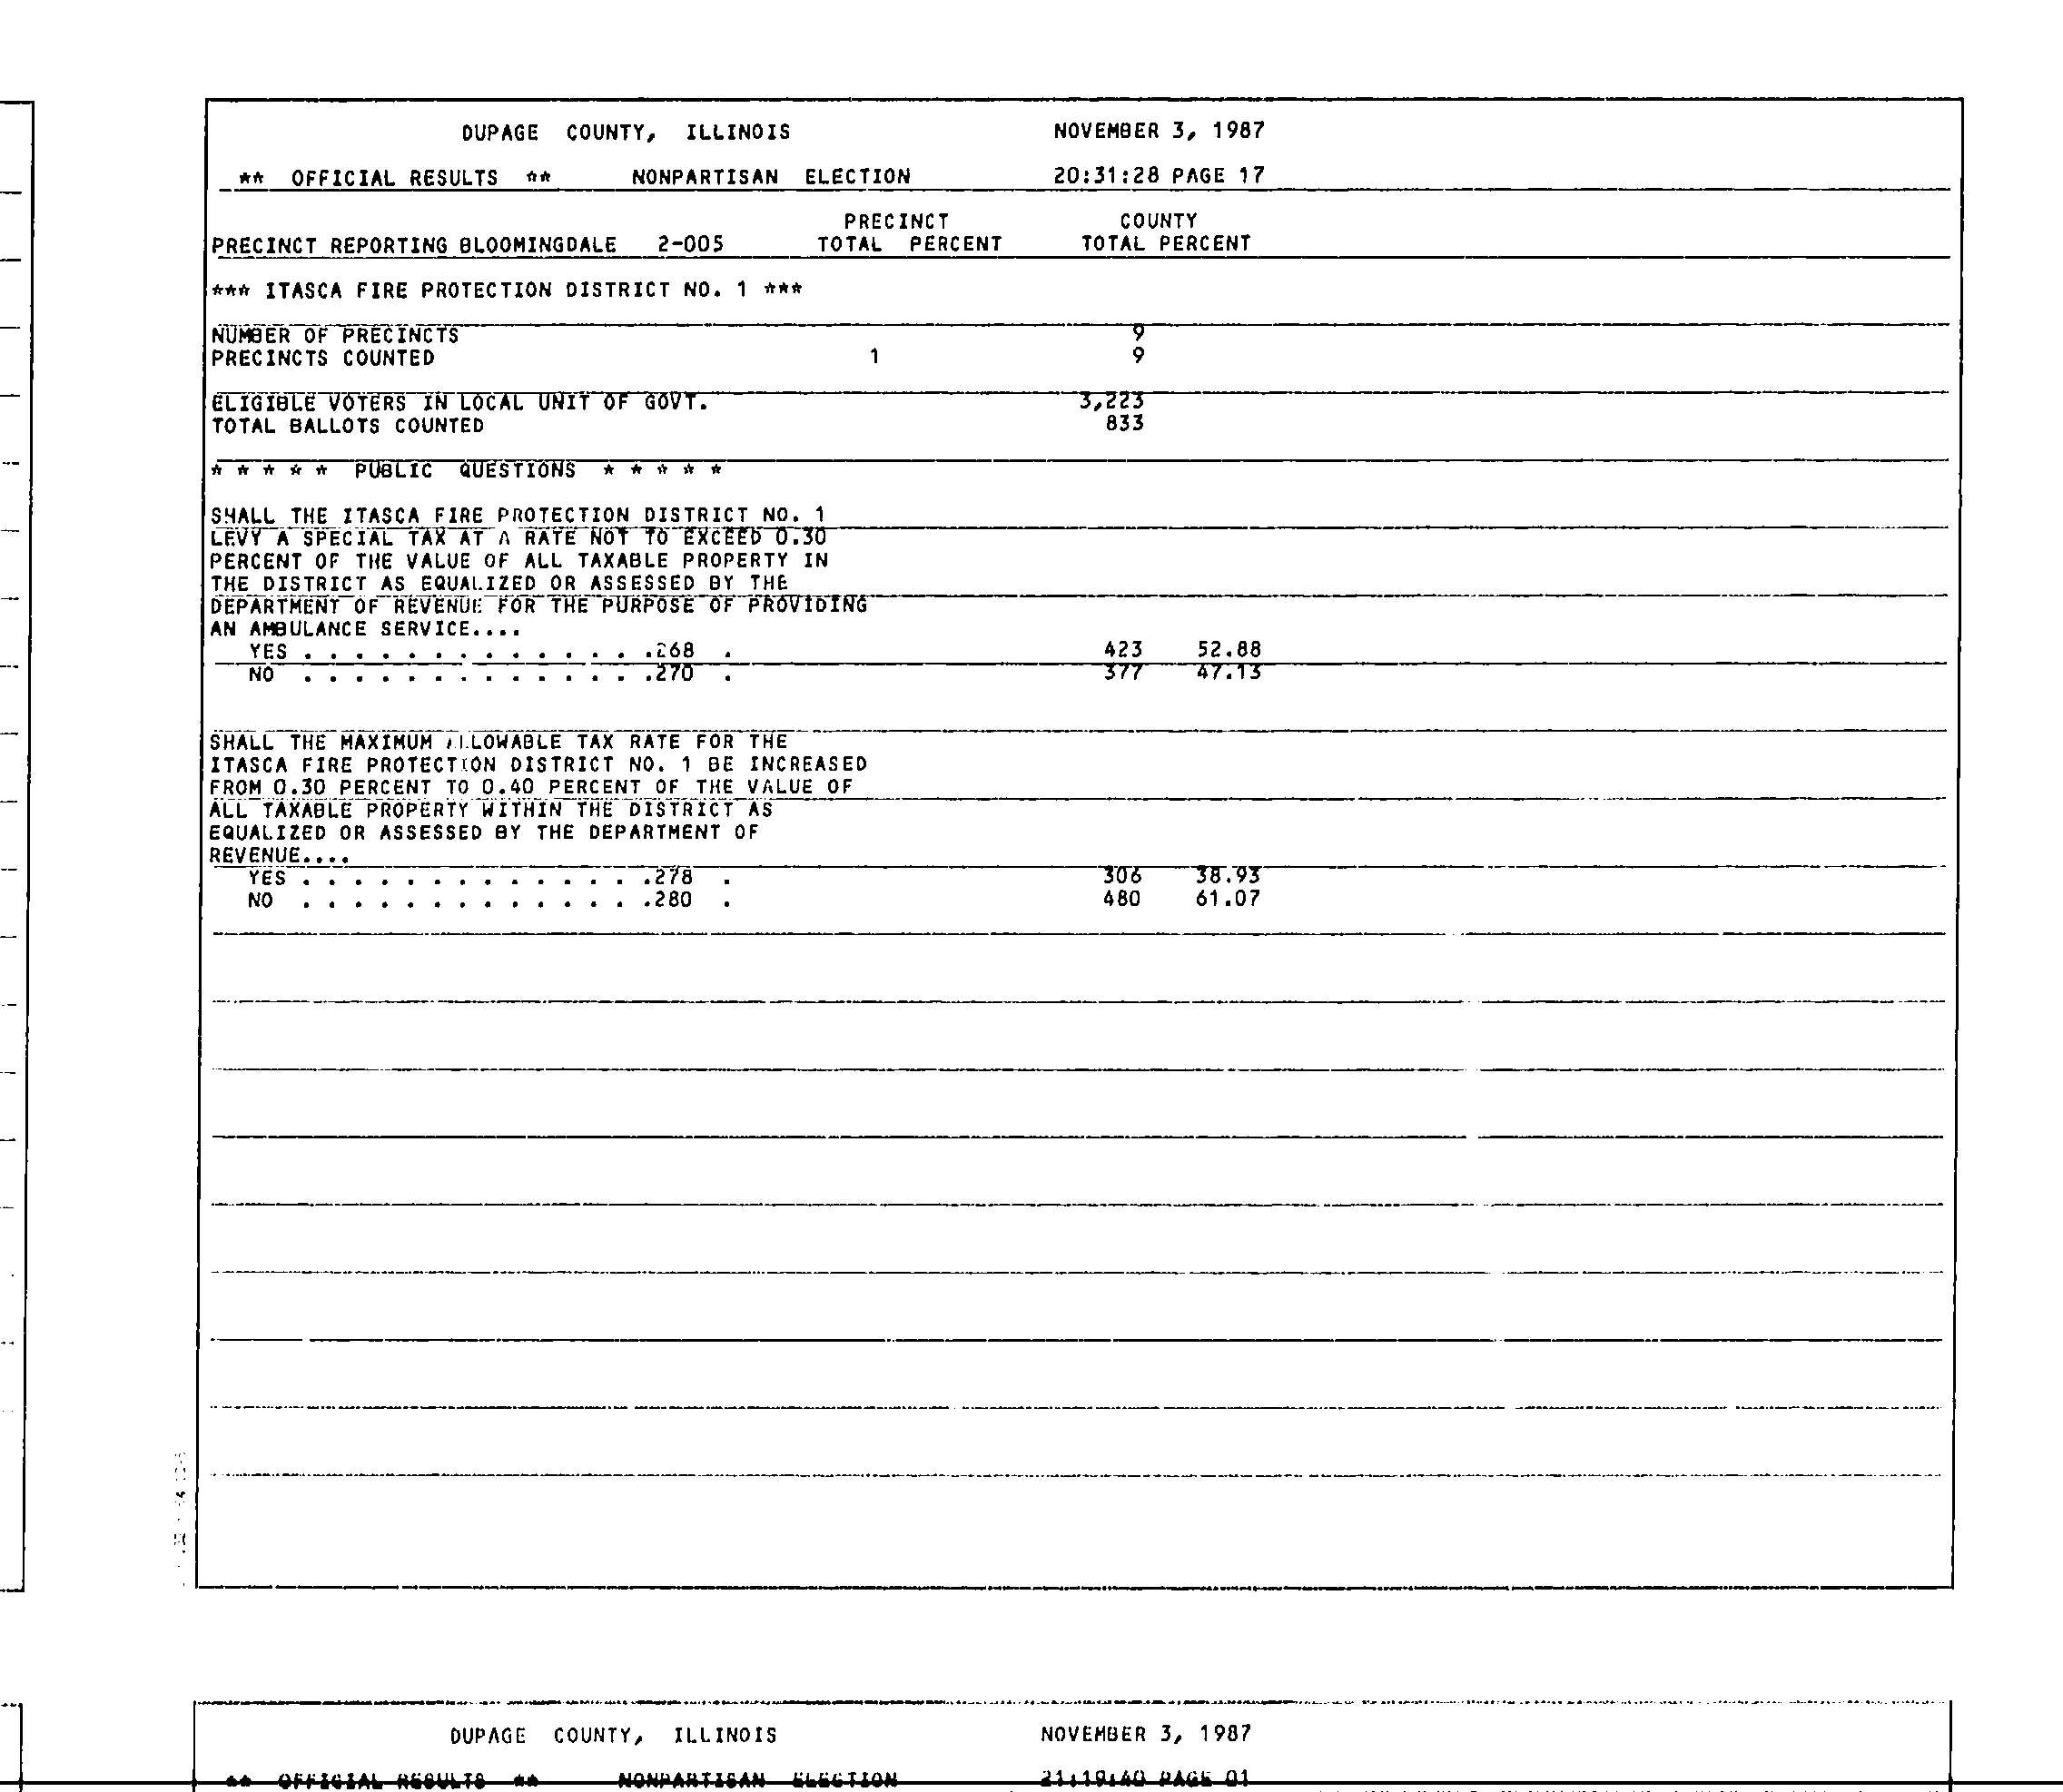 DUPAGE COUNTY, ILLINOIS NOVEMBER 3, 1987
** OFFICIAL RESULTS ** NONPARTISAN ELECTION 20:31:28 PAGE 17
PRECINCT COUNTY
PRECINCT REPORTING BLOOMINGDALE 2-005 TOTAL PERCENT TOTAL PERCENT
*** ITASCA FIRE PROTECTION DISTRICT NO. 1 ***
NUMBER OF PRECINCTS 9
PRECINCTS COUNTED 1 9
ELIGIBLE VOTERS IN LOCAL UNIT OF GOVT. 3,223
TOTAL BALLOTS COUNTED 833
* * * * * PUBLIC QUESTIONS * * * * *
SHALL THE ITASCA FIRE PROTECTION DISTRICT NO. 1
LEVY A SPECIAL TAX AT A RATE NOT TO EXCEED 0.30
PERCENT OF THE VALUE OF ALL TAXABLE PROPERTY IN
THE DISTRICT AS EQUALIZED OR ASSESSED BY THE
DEPARTMENT OF REVENUE FOR THE PURPOSE OF PROVIDING
AN AMBULANCE SERVICE....
YES . . . . . . . . . . . . . .268 . 423 52.88
NO . . . . . . . . . . . . . .270 . 377 47.13
SHALL THE MAXIMUM ALLOWABLE TAX RATE FOR THE
ITASCA FIRE PROTECTION DISTRICT NO. 1 BE INCREASED
FROM 0.30 PERCENT TO 0.40 PERCENT OF THE VALUE OF
ALL TAXABLE PROPERTY WITHIN THE DISTRICT AS
EQUALIZED OR ASSESSED BY THE DEPARTMENT OF
REVENUE....
YES . . . . . . . . . . . . . .278 . 306 38.93
NO . . . . . . . . . . . . . .280 . 480 61.07
DUPAGE COUNTY, ILLINOIS NOVEMBER 3, 1987
** OFFICIAL RESULTS ** NONPARTISAN ELECTION 21:19:40 PAGE 01